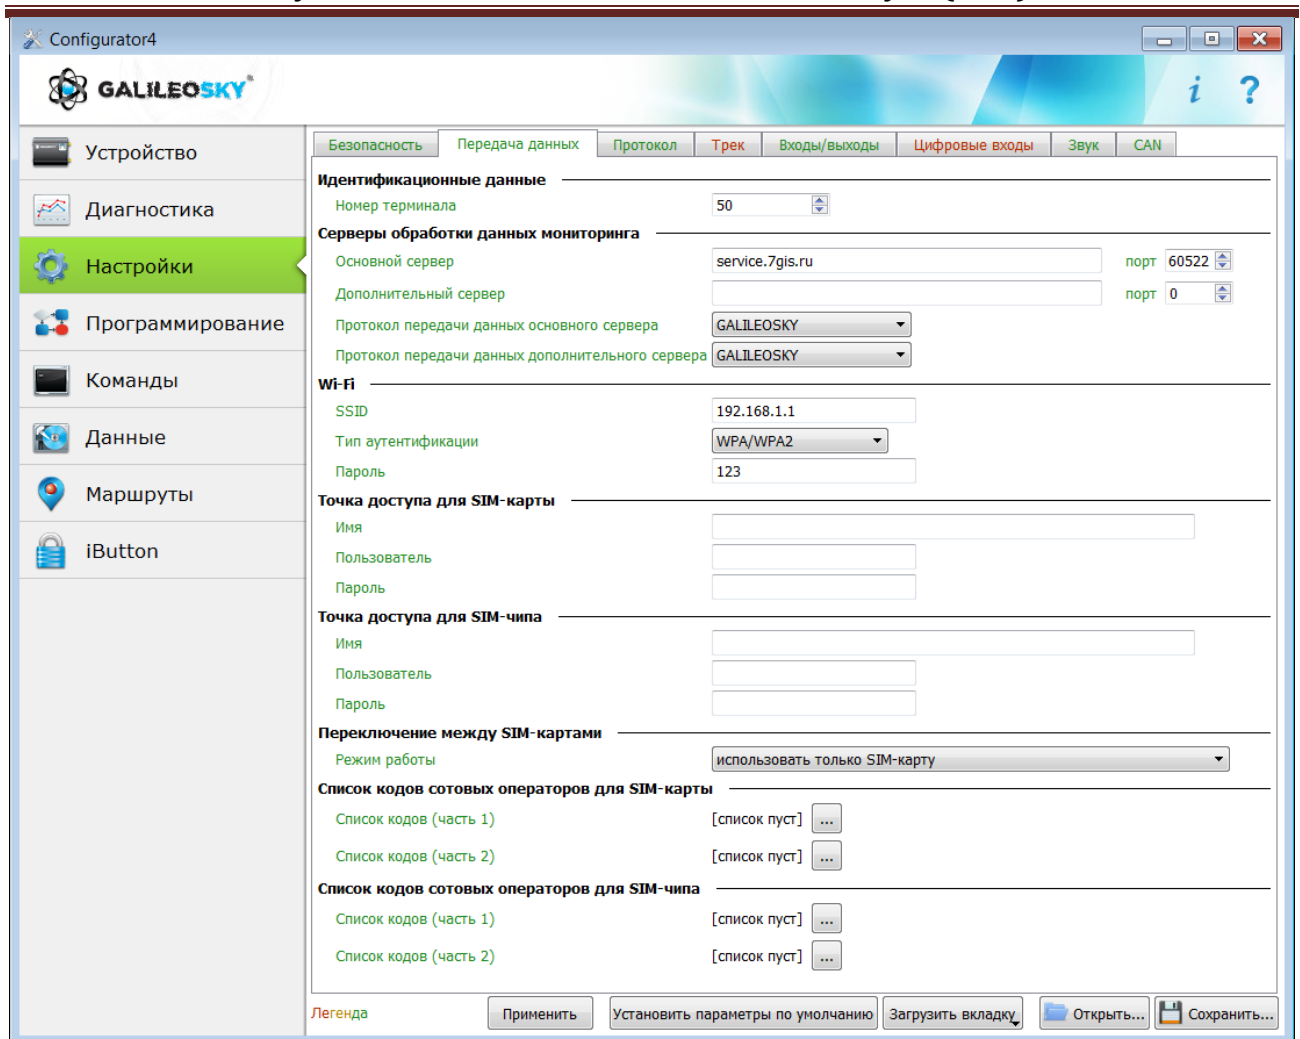 Configurator4
GALILEOSKY
i ?
Устройство
Диагностика
Настройки
Программирование
Команды
Данные
Маршруты
iButton
Безопасность Передача данных Протокол Трек Входы/выходы Цифровые входы Звук CAN
Идентификационные данные
Номер терминала 50
Серверы обработки данных мониторинга
Основной сервер service.7gis.ru порт 60522
Дополнительный сервер порт 0
Протокол передачи данных основного сервера GALILEOSKY
Протокол передачи данных дополнительного сервера GALILEOSKY
Wi-Fi
SSID 192.168.1.1
Тип аутентификации WPA/WPA2
Пароль 123
Точка доступа для SIM-карты
Имя
Пользователь
Пароль
Точка доступа для SIM-чипа
Имя
Пользователь
Пароль
Переключение между SIM-картами
Режим работы использовать только SIM-карту
Список кодов сотовых операторов для SIM-карты
Список кодов (часть 1) [список пуст] ...
Список кодов (часть 2) [список пуст] ...
Список кодов сотовых операторов для SIM-чипа
Список кодов (часть 1) [список пуст] ...
Список кодов (часть 2) [список пуст] ...
Легенда Применить Установить параметры по умолчанию Загрузить вкладку Открыть... Сохранить...